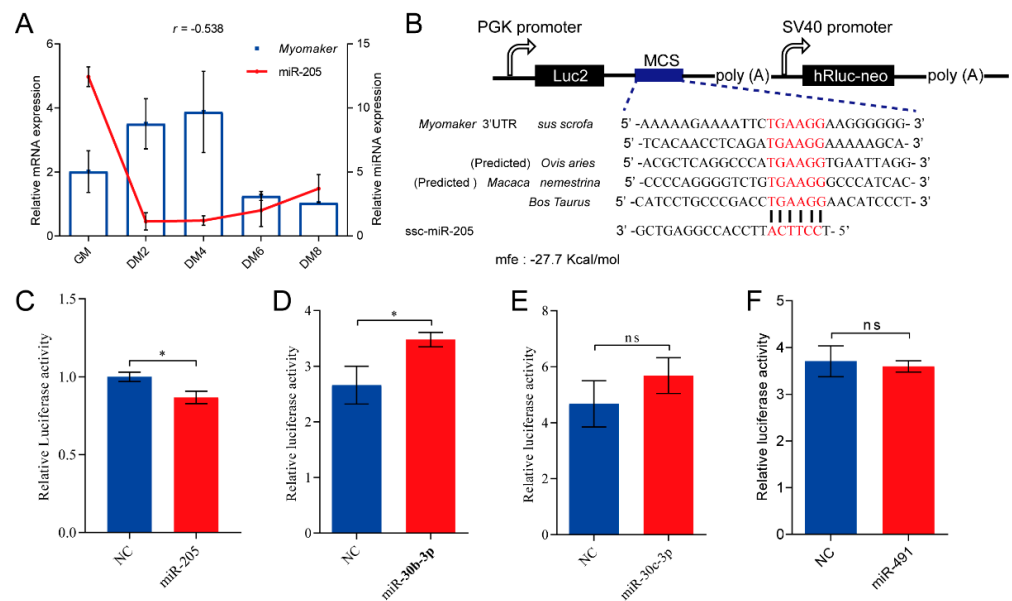 A
r = -0.538
Myomaker
miR-205
Relative mRNA expression
6
4
2
0
Relative miRNA expression
15
10
5
0
GM
DM2
DM4
DM6
DM8
B
PGK promoter
SV40 promoter
MCS
Luc2
poly (A)
hRluc-neo
poly (A)
Myomaker 3'UTR sus scrofa 5' -AAAAAGAAAATTCTGAAGGAAGGGGGG- 3'
5' -TCACAACCTCAGATGAAGGAAAAAGCA- 3'
(Predicted) Ovis aries 5' -ACGCTCAGGCCCATGAAGGTGAATTAGG- 3'
(Predicted ) Macaca nemestrina 5' -CCCCAGGGGTCTGTGAAGGGCCCATCAC- 3'
Bos Taurus 5' -CATCCTGCCCGACCTGAAGGAACATCCCT- 3'
ssc-miR-205 3' -GCTGAGGCCACCTTACTTCCT- 5'
mfe : -27.7 Kcal/mol
C
Relative Luciferase activity
1.5
1.0
0.5
0.0
*
NC
miR-205
D
Relative luciferase activity
4
3
2
1
0
*
NC
miR-30b-3p
E
Relative luciferase activity
8
6
4
2
0
ns
NC
miR-30c-3p
F
Relative luciferase activity
5
4
3
2
1
0
ns
NC
miR-491